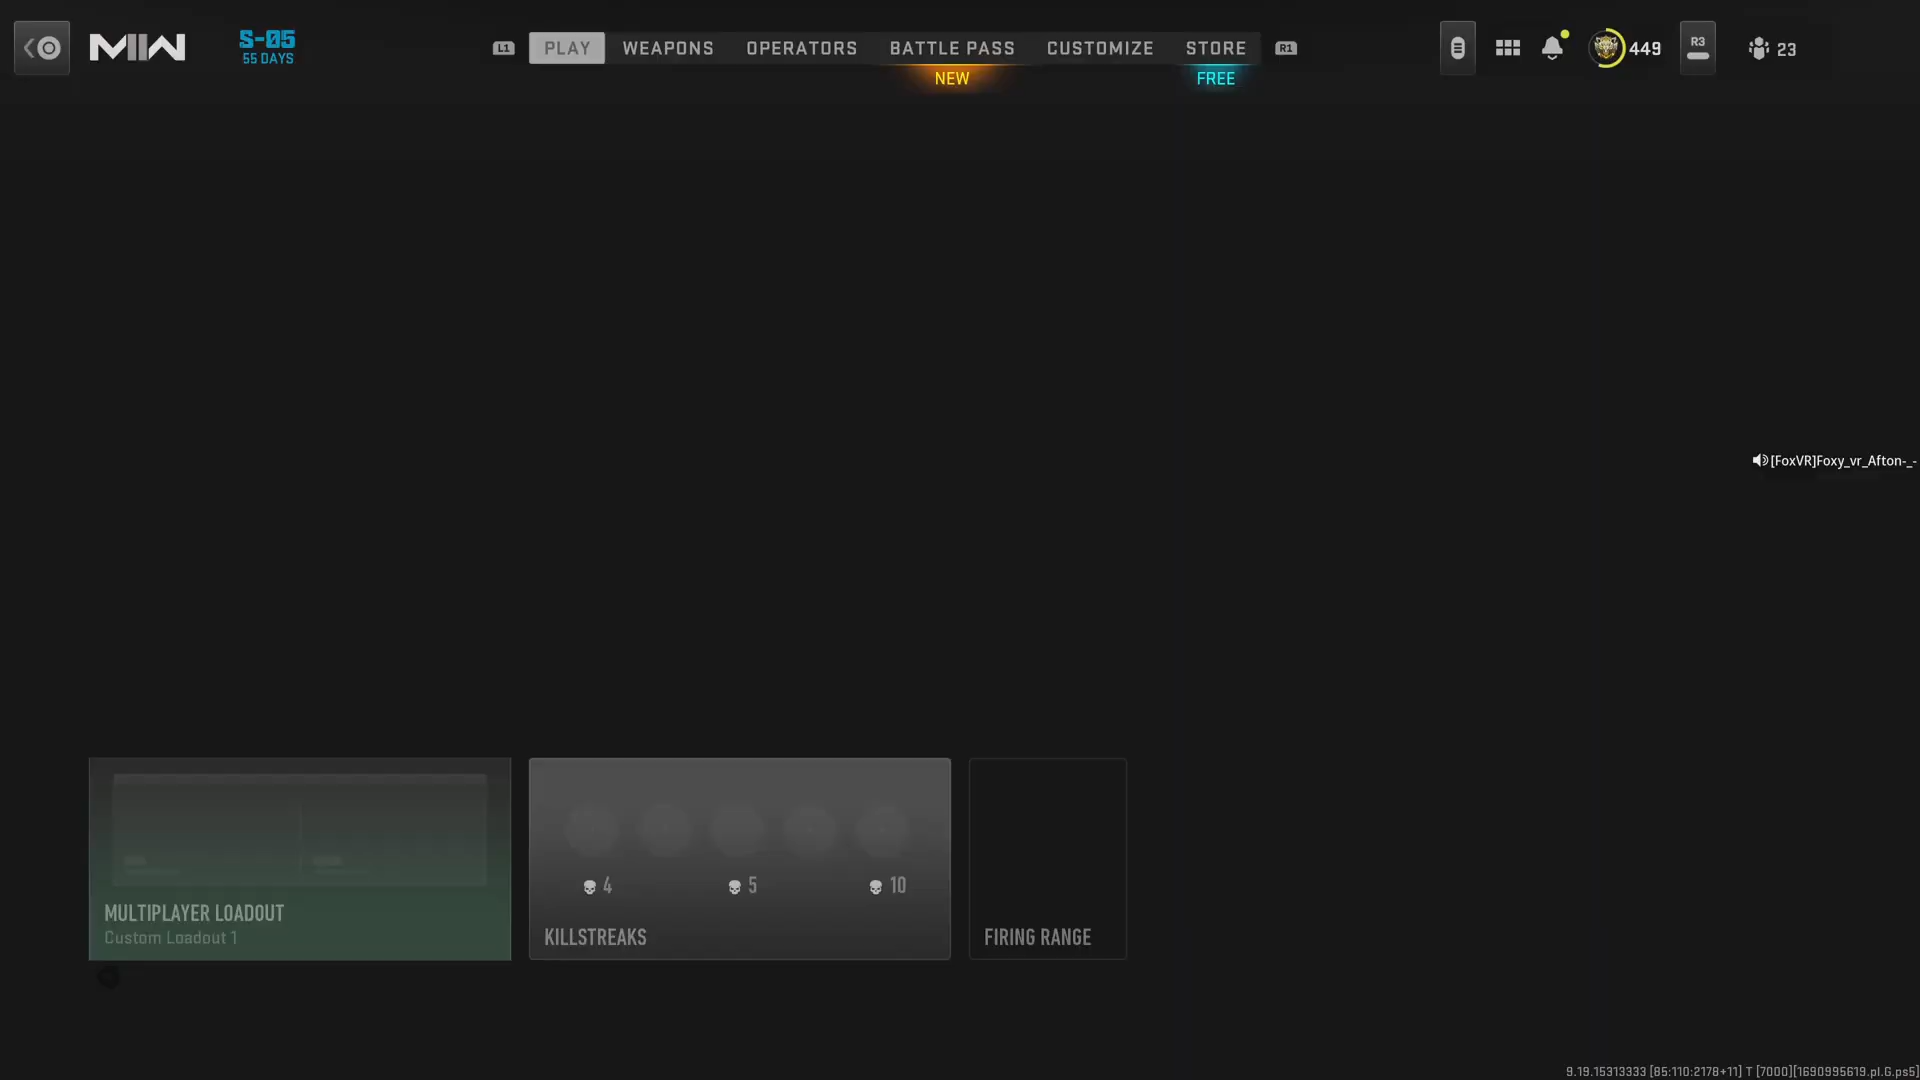 MWII
S-05
55 DAYS
L1
PLAY
WEAPONS
OPERATORS
BATTLE PASS
NEW
CUSTOMIZE
STORE
FREE
R1
449
R3
23
[FoxVR]Foxy_vr_Afton-_-
MULTIPLAYER LOADOUT
Custom Loadout 1
4
5
10
KILLSTREAKS
FIRING RANGE
9.19.15313333 [85:110:2178+11] T [7000][1690995619.pl.G.ps5]